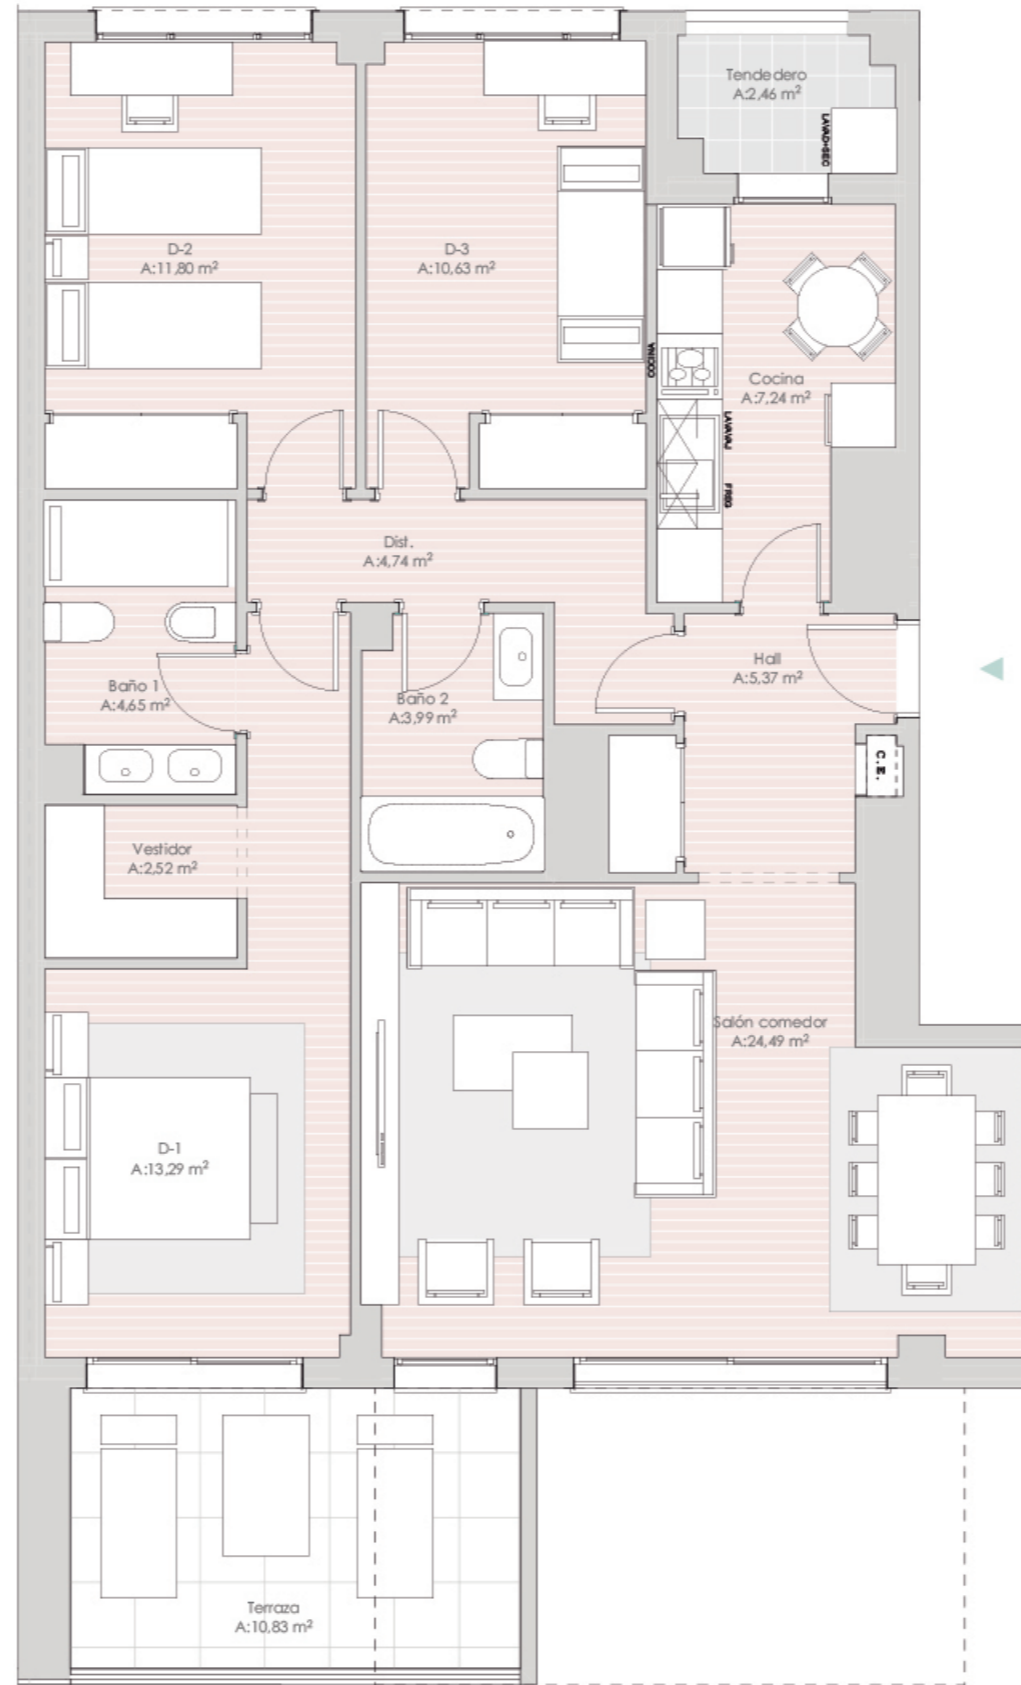 Tendedero
A:2,46 m²
LAVAD+SEC
D-2
A:11,80 m²
D-3
A:10,63 m²
COCINA
Cocina
A:7,24 m²
LAVAVAJ
FREG
Dist.
A:4,74 m²
Hall
A:5,37 m²
Baño 1
A:4,65 m²
Baño 2
A:3,99 m²
C.E.
Vestidor
A:2,52 m²
Salón comedor
A:24,49 m²
D-1
A:13,29 m²
Terraza
A:10,83 m²